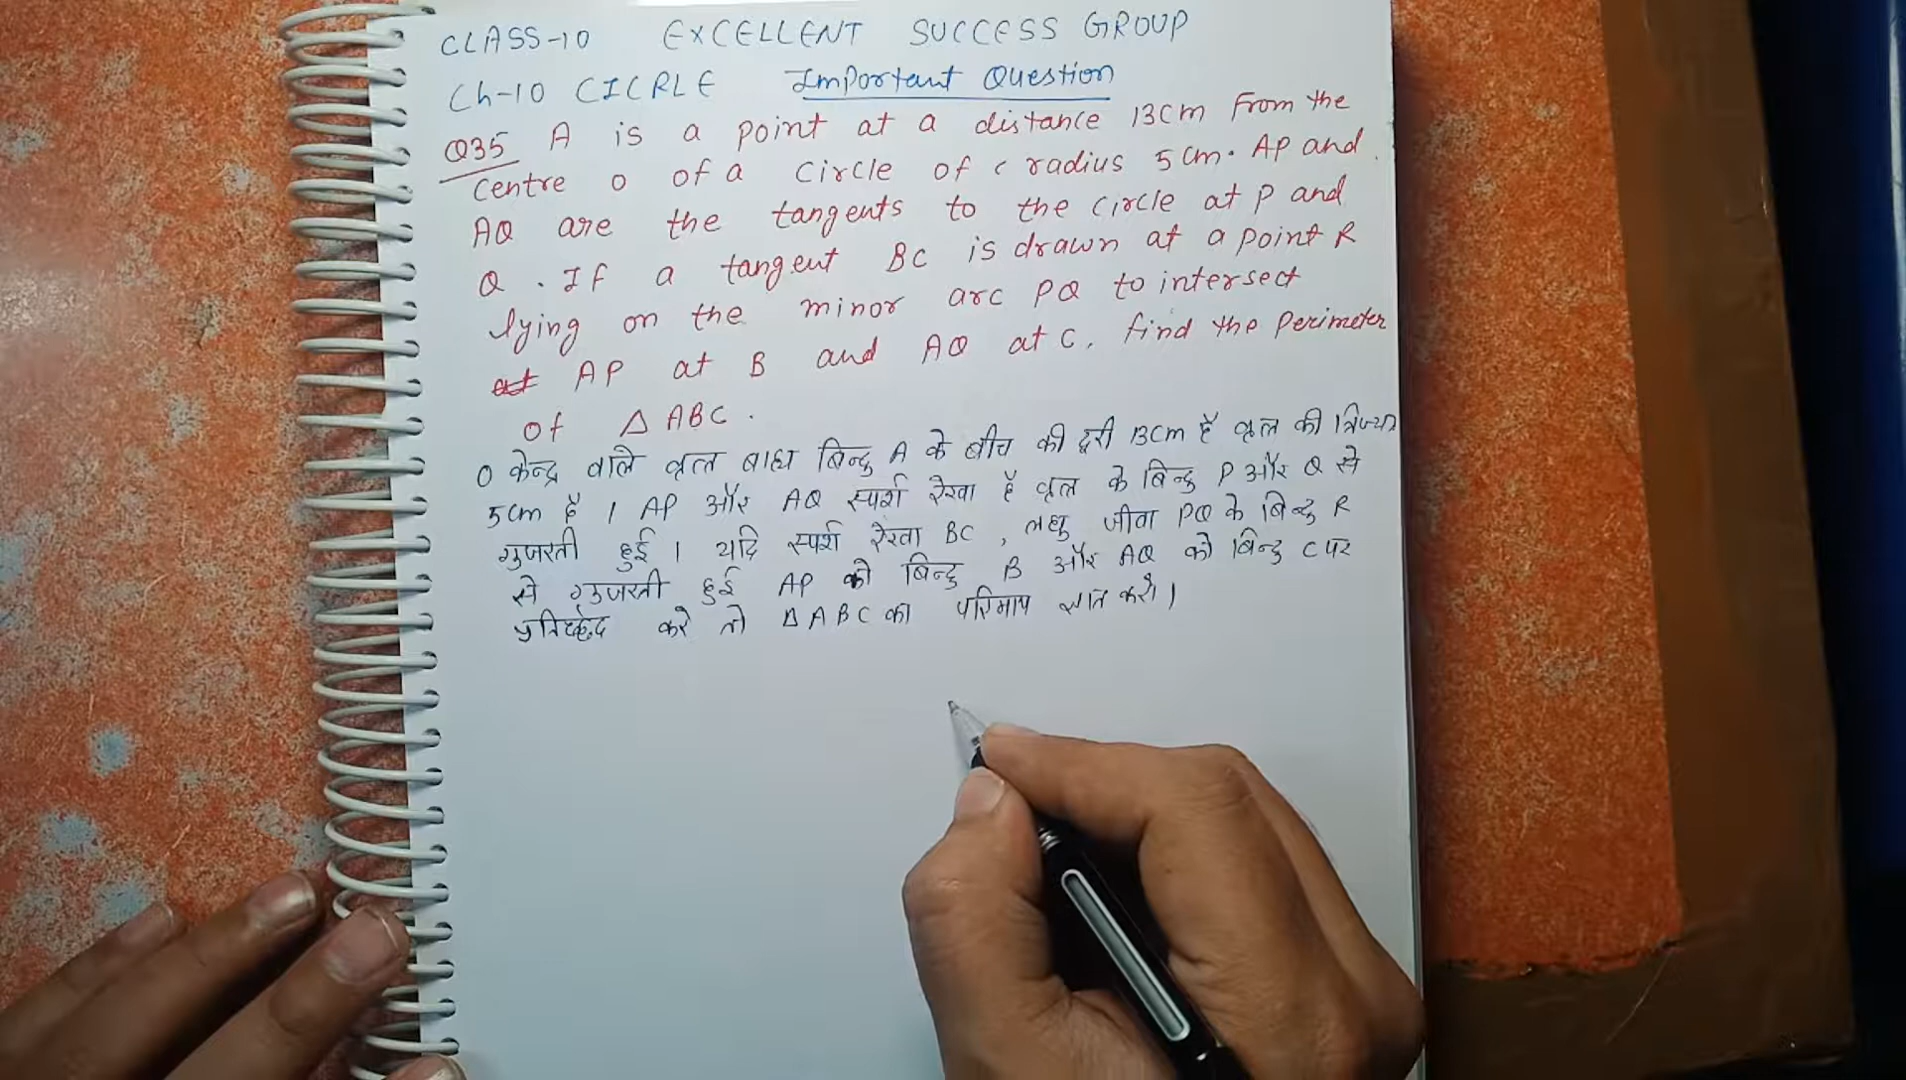 CLASS-10 EXCELLENT SUCCESS GROUP
Ch-10 CICRLE Important Question
Q35 A is a point at a distance 13cm From the
centre O of a circle of radius 5 cm. AP and
AQ are the tangents to the circle at P and
Q . If a tangent BC is drawn at a point R
lying on the minor arc PQ to intersect
AP at B and AQ at C, find the perimeter
of △ ABC .
O केन्द्र वाले वृत्त बाह्य बिन्दु A के बीच की दूरी 13cm है वृत्त की त्रिज्या
5cm है । AP और AQ स्पर्श रेखा है वृत्त के बिन्दु P और Q से
गुजरती हुई । यदि स्पर्श रेखा BC , लघु जीवा PQ के बिन्दु R
से गुजरती हुई AP को बिन्दु B और AQ को बिन्दु C पर
करे तो △ ABC का परिमाप ज्ञात करो ।